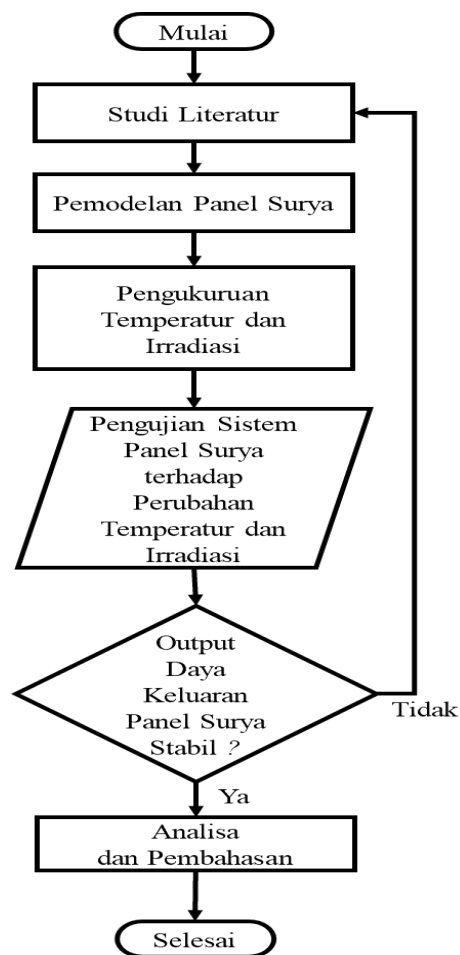 Mulai
Studi Literatur
Pemodelan Panel Surya
Pengukuruan
Temperatur dan
Irradiasi
Pengujian Sistem
Panel Surya
terhadap
Perubahan
Temperatur dan
Irradiasi
Output
Daya
Keluaran
Panel Surya
Stabil ?
Tidak
Ya
Analisa
dan Pembahasan
Selesai